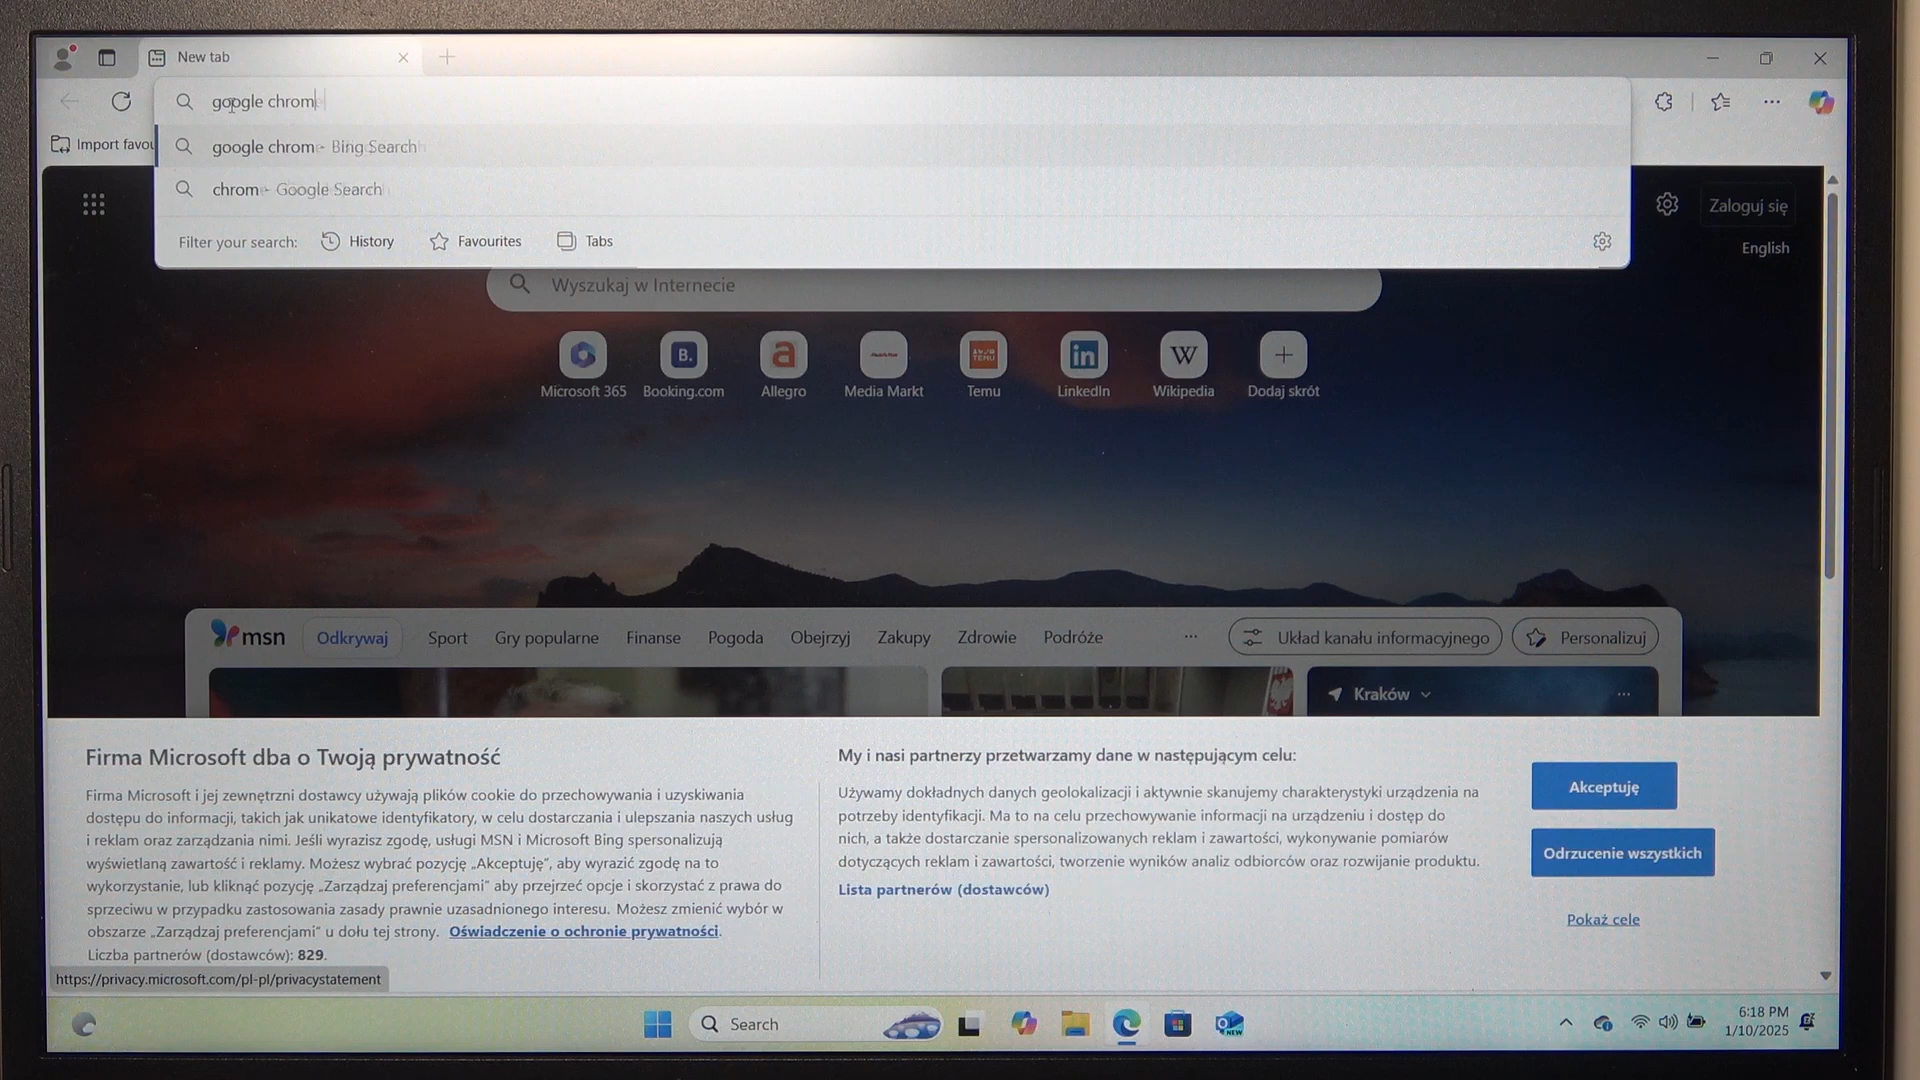 New tab
google chrom
Import favou
google chrom - Bing Search
chrom - Google Search
Filter your search:
History
Favourites
Tabs
Zaloguj się
English
Wyszukaj w Internecie
B.
a
TEMU
in
W
Microsoft 365
Booking.com
Allegro
Media Markt
Temu
LinkedIn
Wikipedia
Dodaj skrót
msn
Odkrywaj
Sport
Gry popularne
Finanse
Pogoda
Obejrzyj
Zakupy
Zdrowie
Podróże
Układ kanału informacyjnego
Personalizuj
Kraków
Firma Microsoft dba o Twoją prywatność
Firma Microsoft i jej zewnętrzni dostawcy używają plików cookie do przechowywania i uzyskiwania
dostępu do informacji, takich jak unikatowe identyfikatory, w celu dostarczania i ulepszania naszych usług
i reklam oraz zarządzania nimi. Jeśli wyrazisz zgodę, usługi MSN i Microsoft Bing spersonalizują
wyświetlaną zawartość i reklamy. Możesz wybrać pozycję „Akceptuję”, aby wyrazić zgodę na to
wykorzystanie, lub kliknąć pozycję „Zarządzaj preferencjami” aby przejrzeć opcje i skorzystać z prawa do
sprzeciwu w przypadku zastosowania zasady prawnie uzasadnionego interesu. Możesz zmienić wybór w
obszarze „Zarządzaj preferencjami” u dołu tej strony. Oświadczenie o ochronie prywatności.
Liczba partnerów (dostawców): 829.
My i nasi partnerzy przetwarzamy dane w następującym celu:
Używamy dokładnych danych geolokalizacji i aktywnie skanujemy charakterystyki urządzenia na
potrzeby identyfikacji. Ma to na celu przechowywanie informacji na urządzeniu i dostęp do
nich, a także dostarczanie spersonalizowanych reklam i zawartości, wykonywanie pomiarów
dotyczących reklam i zawartości, tworzenie wyników analiz odbiorców oraz rozwijanie produktu.
Lista partnerów (dostawców)
Akceptuję
Odrzucenie wszystkich
Pokaż cele
https://privacy.microsoft.com/pl-pl/privacystatement
Search
NEW
6:18 PM
1/10/2025